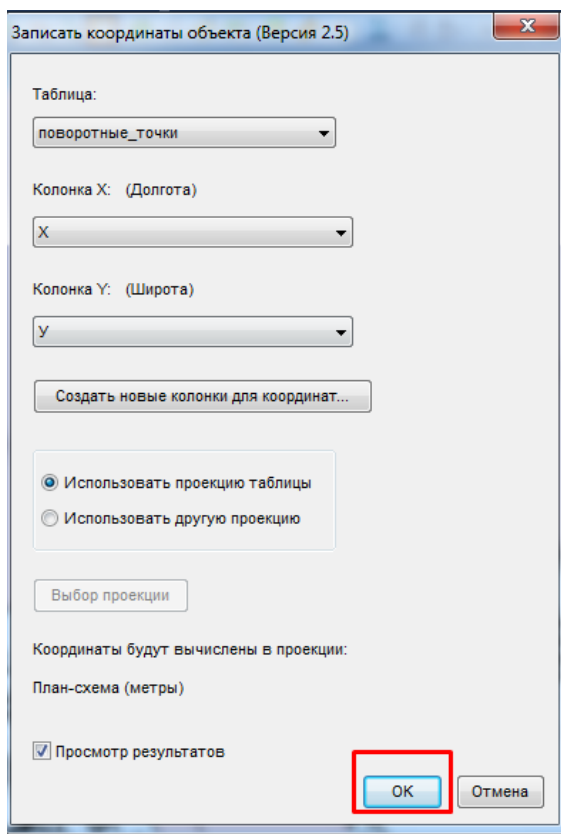 Записать координаты объекта (Версия 2.5)
Таблица:
поворотные_точки
Колонка X: (Долгота)
X
Колонка Y: (Широта)
У
Создать новые колонки для координат...
Использовать проекцию таблицы
Использовать другую проекцию
Выбор проекции
Координаты будут вычислены в проекции:
План-схема (метры)
Просмотр результатов
OK Отмена